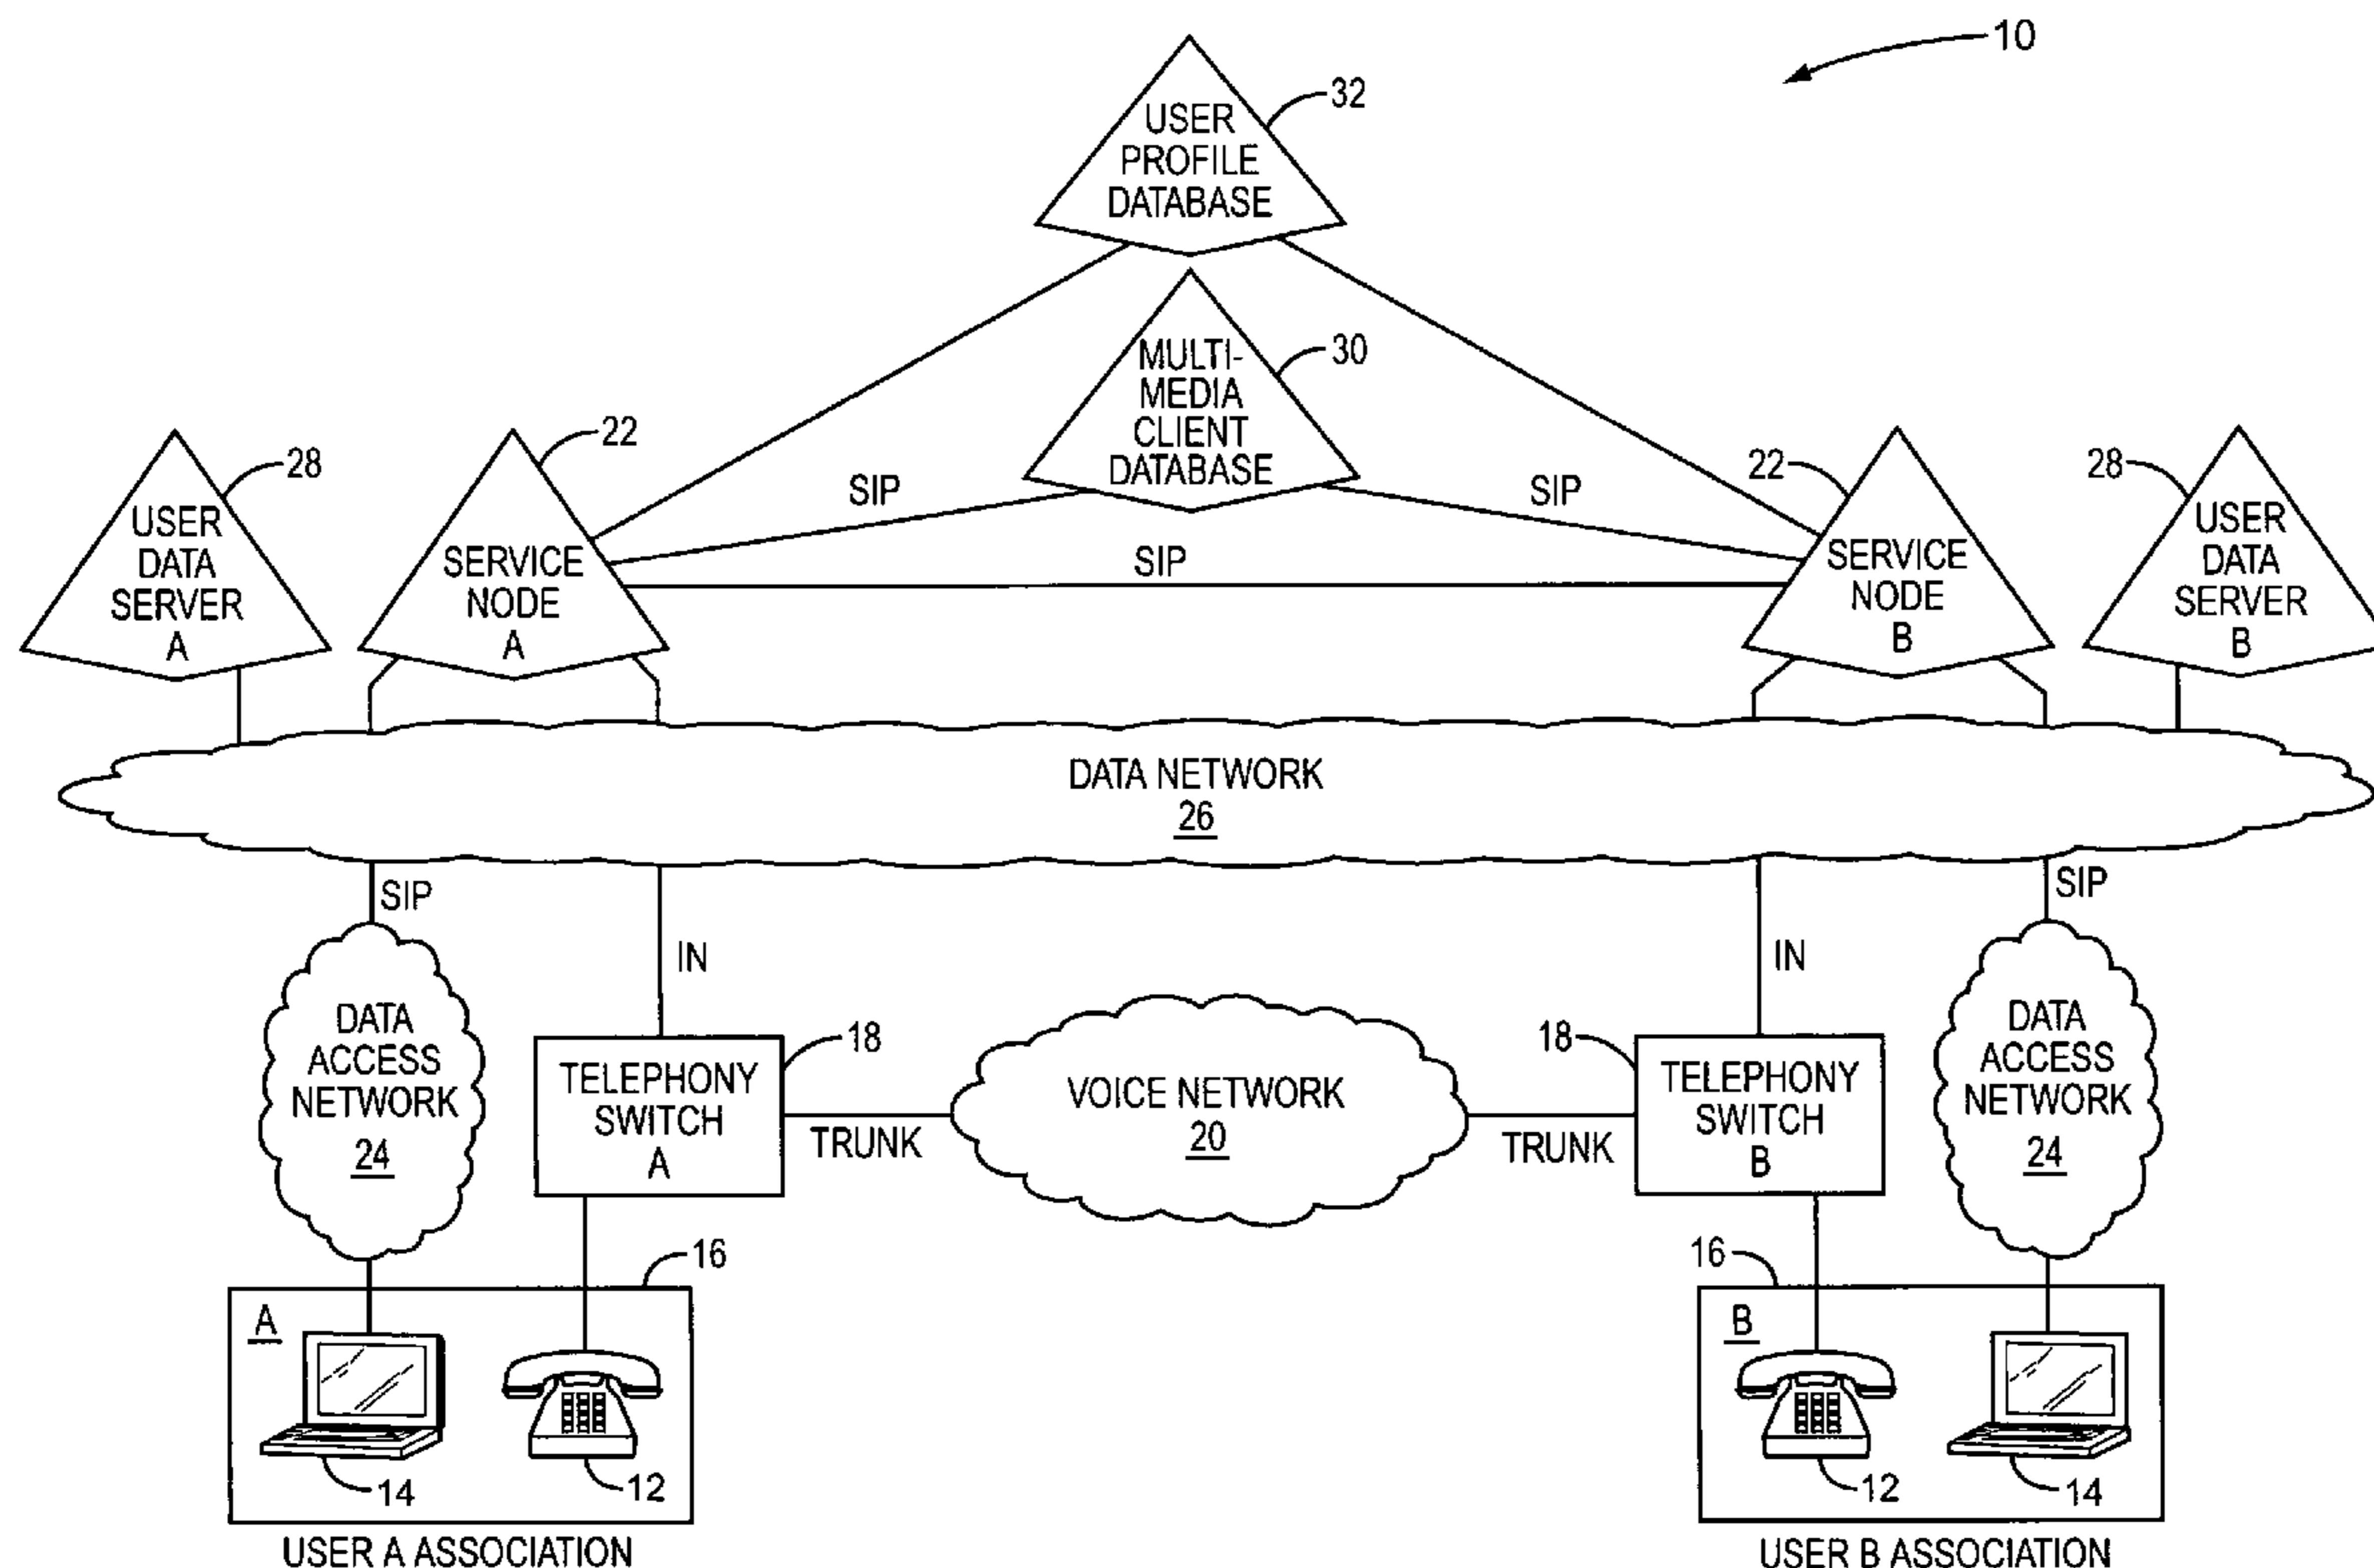 10
32
USER
PROFILE
DATABASE
30
MULTI-
MEDIA
CLIENT
DATABASE
28
USER
DATA
SERVER
A
22
SERVICE
NODE
A
SIP
SIP
SIP
22
SERVICE
NODE
B
28
USER
DATA
SERVER
B
DATA NETWORK
26
SIP
IN
IN
SIP
DATA
ACCESS
NETWORK
24
TELEPHONY
SWITCH
A
18
TRUNK
VOICE NETWORK
20
TRUNK
18
TELEPHONY
SWITCH
B
DATA
ACCESS
NETWORK
24
16
A
14
12
USER A ASSOCIATION
16
B
12
14
USER B ASSOCIATION